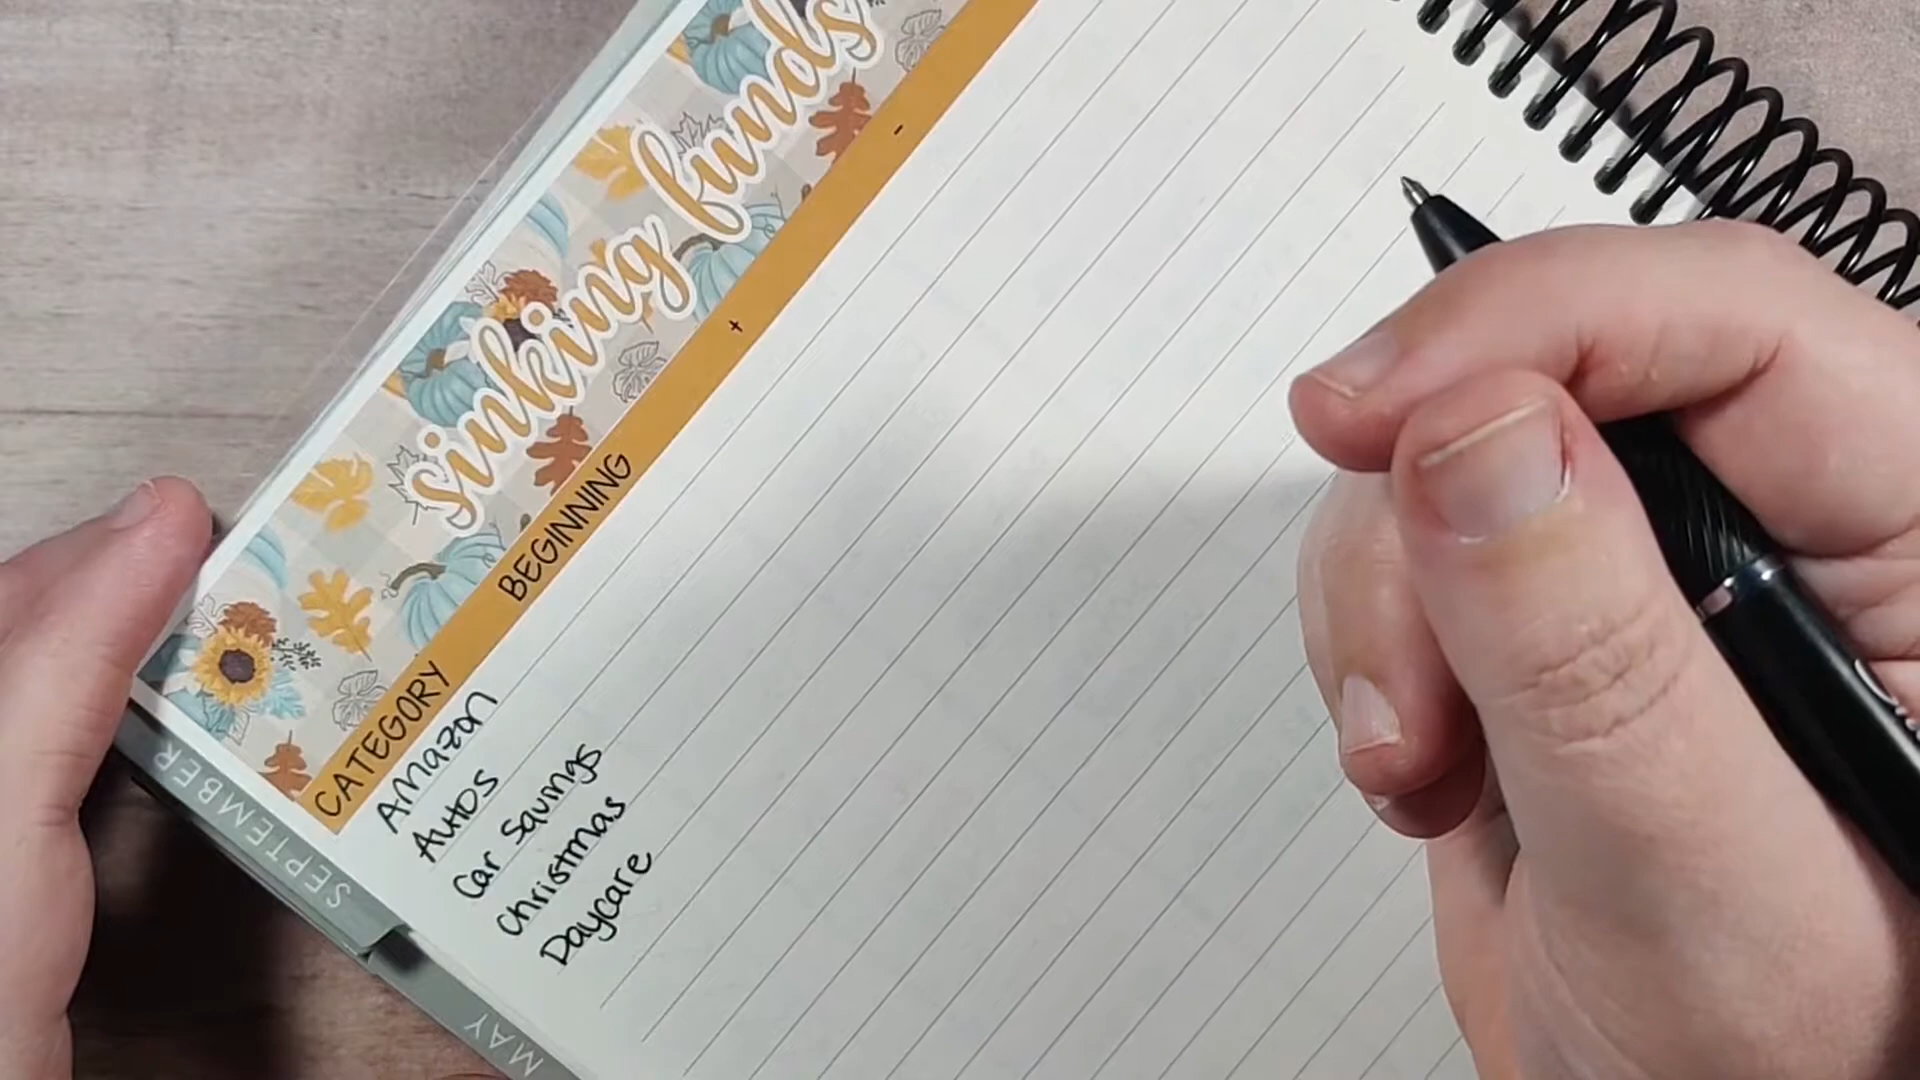 sinking funds
CATEGORY BEGINNING + -
Amazon
Autos
Car Savings
Christmas
Daycare
SEPTEMBER
MAY